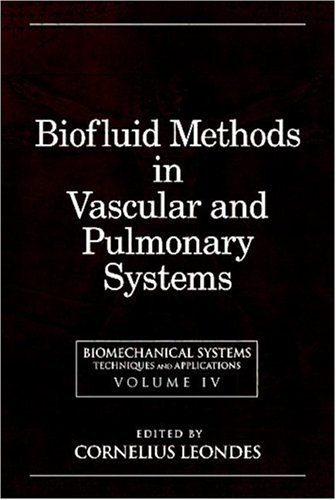 Biofluid Methods
in
Vascular and
Pulmonary
Systems
BIOMECHANICAL SYSTEMS
TECHNIQUES AND APPLICATIONS
VOLUME IV
EDITED BY
CORNELIUS LEONDES